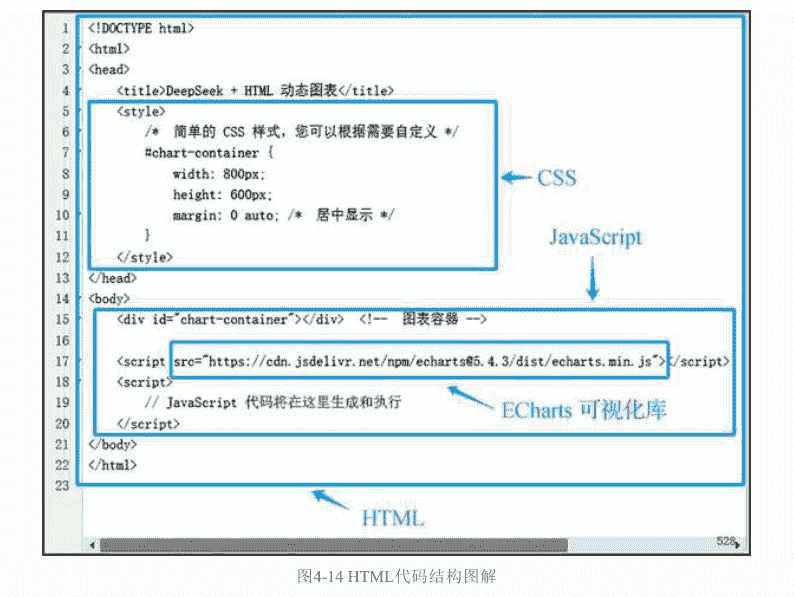 1 <!DOCTYPE html>
2 <html>
3 <head>
4 <title>DeepSeek + HTML 动态图表</title>
5 <style>
6 /* 简单的 CSS 样式，您可以根据需要自定义 */
7 #chart-container {
8 width: 800px;
9 height: 600px;
10 margin: 0 auto; /* 居中显示 */
11 }
12 </style>
13 </head>
14 <body>
15 <div id="chart-container"></div> <!-- 图表容器 -->
16
17 <script src="https://cdn.jsdelivr.net/npm/echarts@5.4.3/dist/echarts.min.js"></script>
18 <script>
19 // JavaScript 代码将在这里生成和执行
20 </script>
21 </body>
22 </html>
23
CSS
JavaScript
ECharts 可视化库
HTML
528
图4-14 HTML代码结构图解